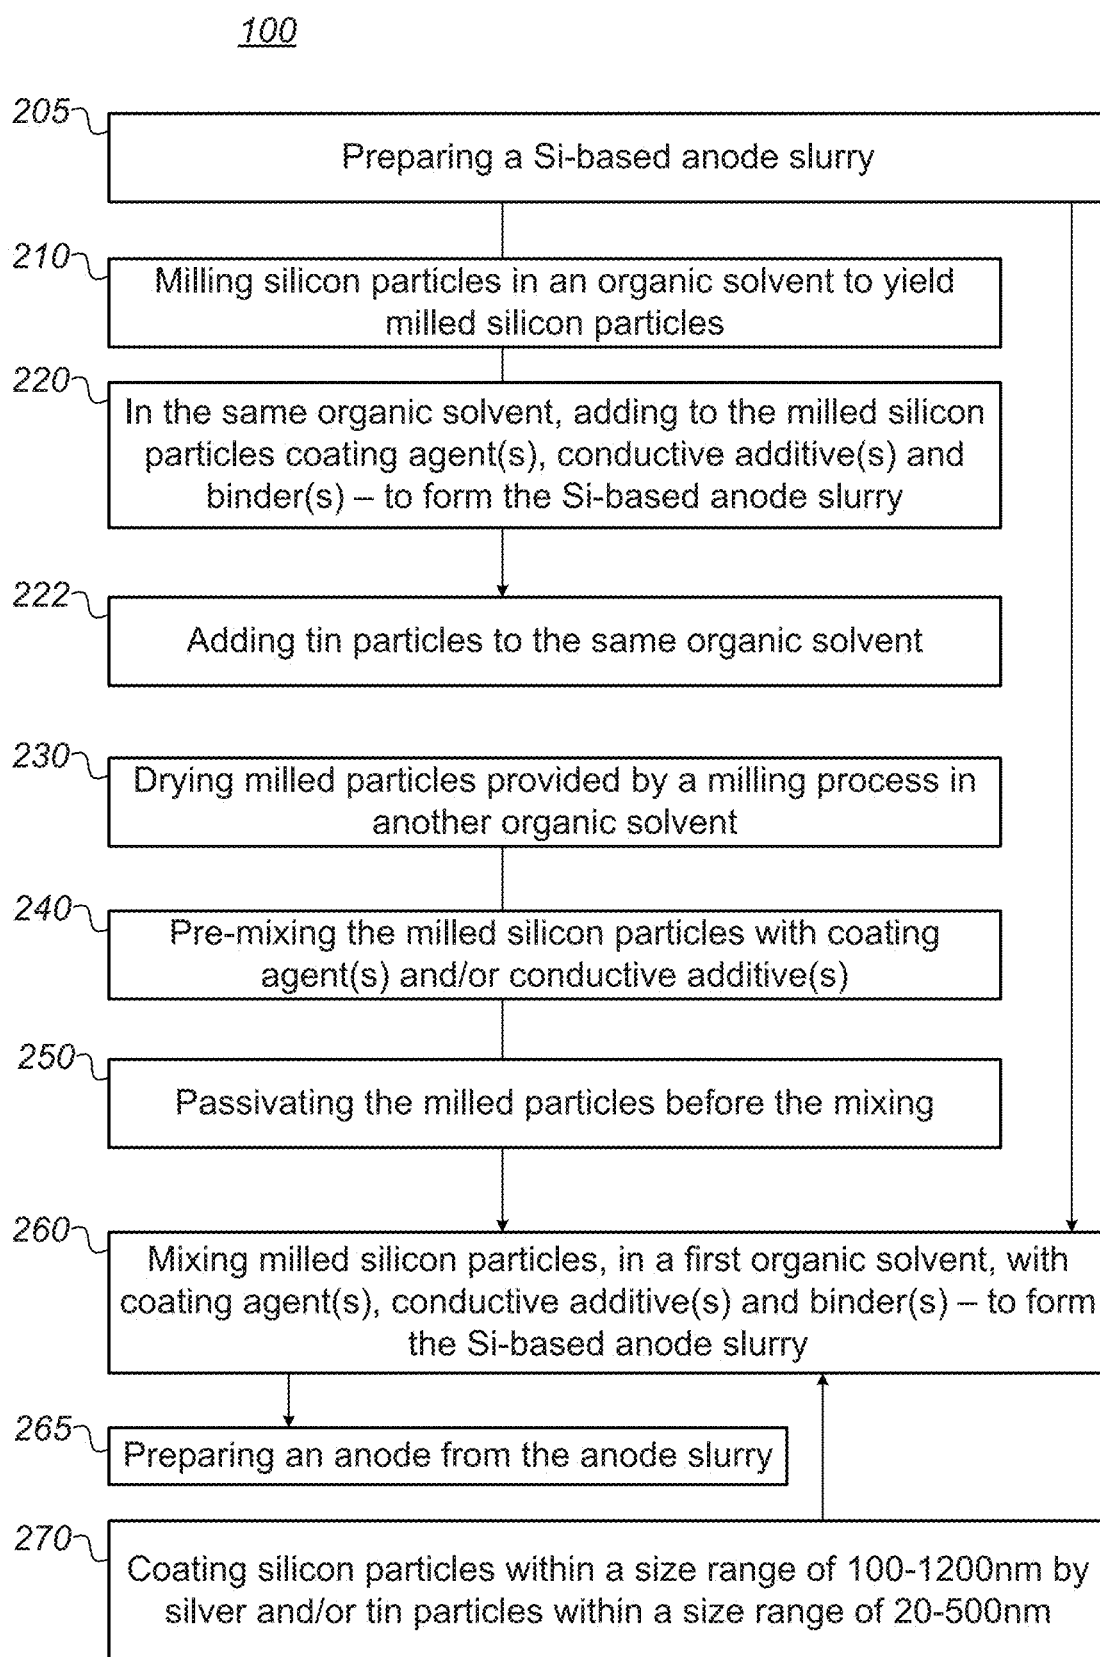 100
205
Preparing a Si-based anode slurry
210
Milling silicon particles in an organic solvent to yield
milled silicon particles
220
In the same organic solvent, adding to the milled silicon
particles coating agent(s), conductive additive(s) and
binder(s) – to form the Si-based anode slurry
222
Adding tin particles to the same organic solvent
230
Drying milled particles provided by a milling process in
another organic solvent
240
Pre-mixing the milled silicon particles with coating
agent(s) and/or conductive additive(s)
250
Passivating the milled particles before the mixing
260
Mixing milled silicon particles, in a first organic solvent, with
coating agent(s), conductive additive(s) and binder(s) – to form
the Si-based anode slurry
265
Preparing an anode from the anode slurry
270
Coating silicon particles within a size range of 100-1200nm by
silver and/or tin particles within a size range of 20-500nm